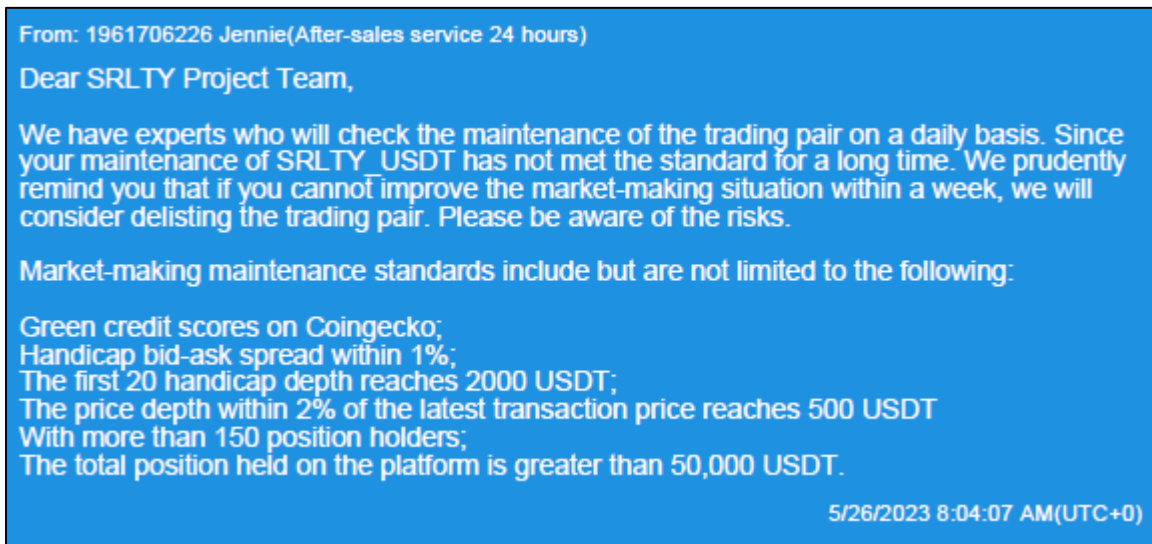 From: 1961706226 Jennie(After-sales service 24 hours)
Dear SRLTY Project Team,
We have experts who will check the maintenance of the trading pair on a daily basis. Since
your maintenance of SRLTY_USDT has not met the standard for a long time. We prudently
remind you that if you cannot improve the market-making situation within a week, we will
consider delisting the trading pair. Please be aware of the risks.
Market-making maintenance standards include but are not limited to the following:
Green credit scores on Coingecko;
Handicap bid-ask spread within 1%;
The first 20 handicap depth reaches 2000 USDT;
The price depth within 2% of the latest transaction price reaches 500 USDT
With more than 150 position holders;
The total position held on the platform is greater than 50,000 USDT.
5/26/2023 8:04:07 AM(UTC+0)